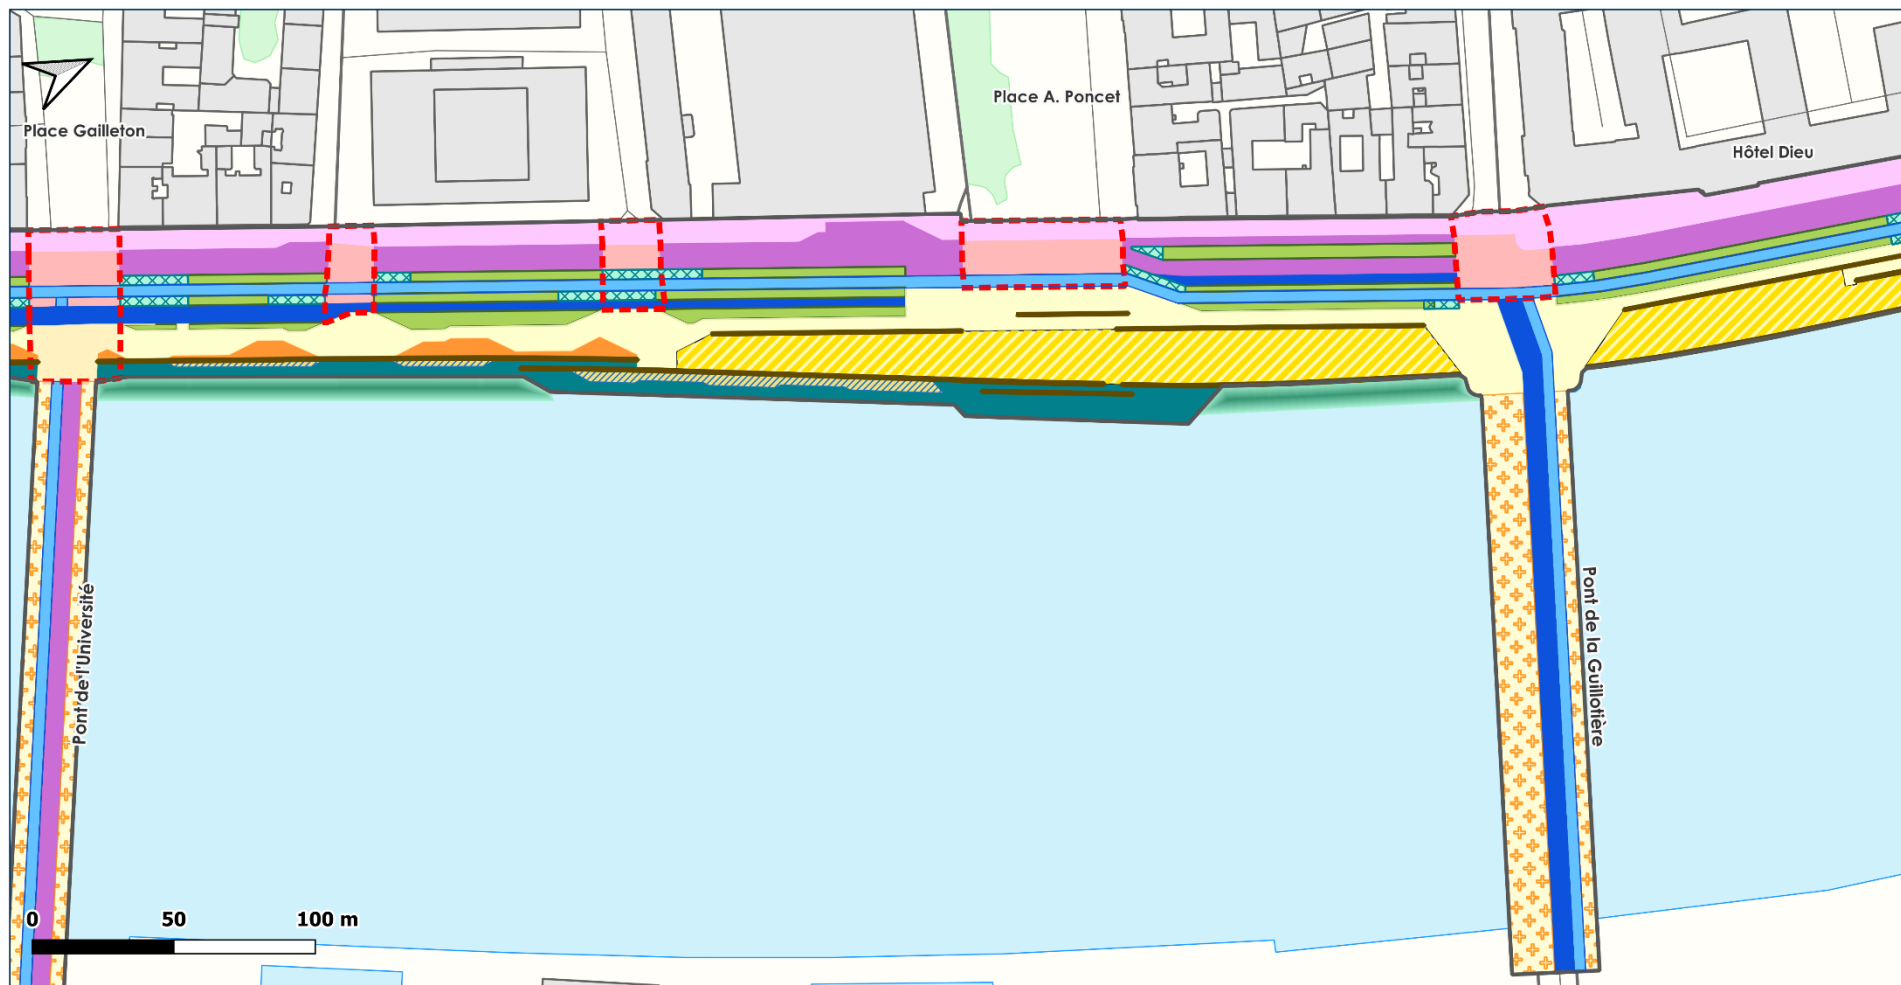 Place A. Poncet
Place Gailleton
Hôtel Dieu
Pont de l'Université
Pont de la Guillotière
0 50 100 m